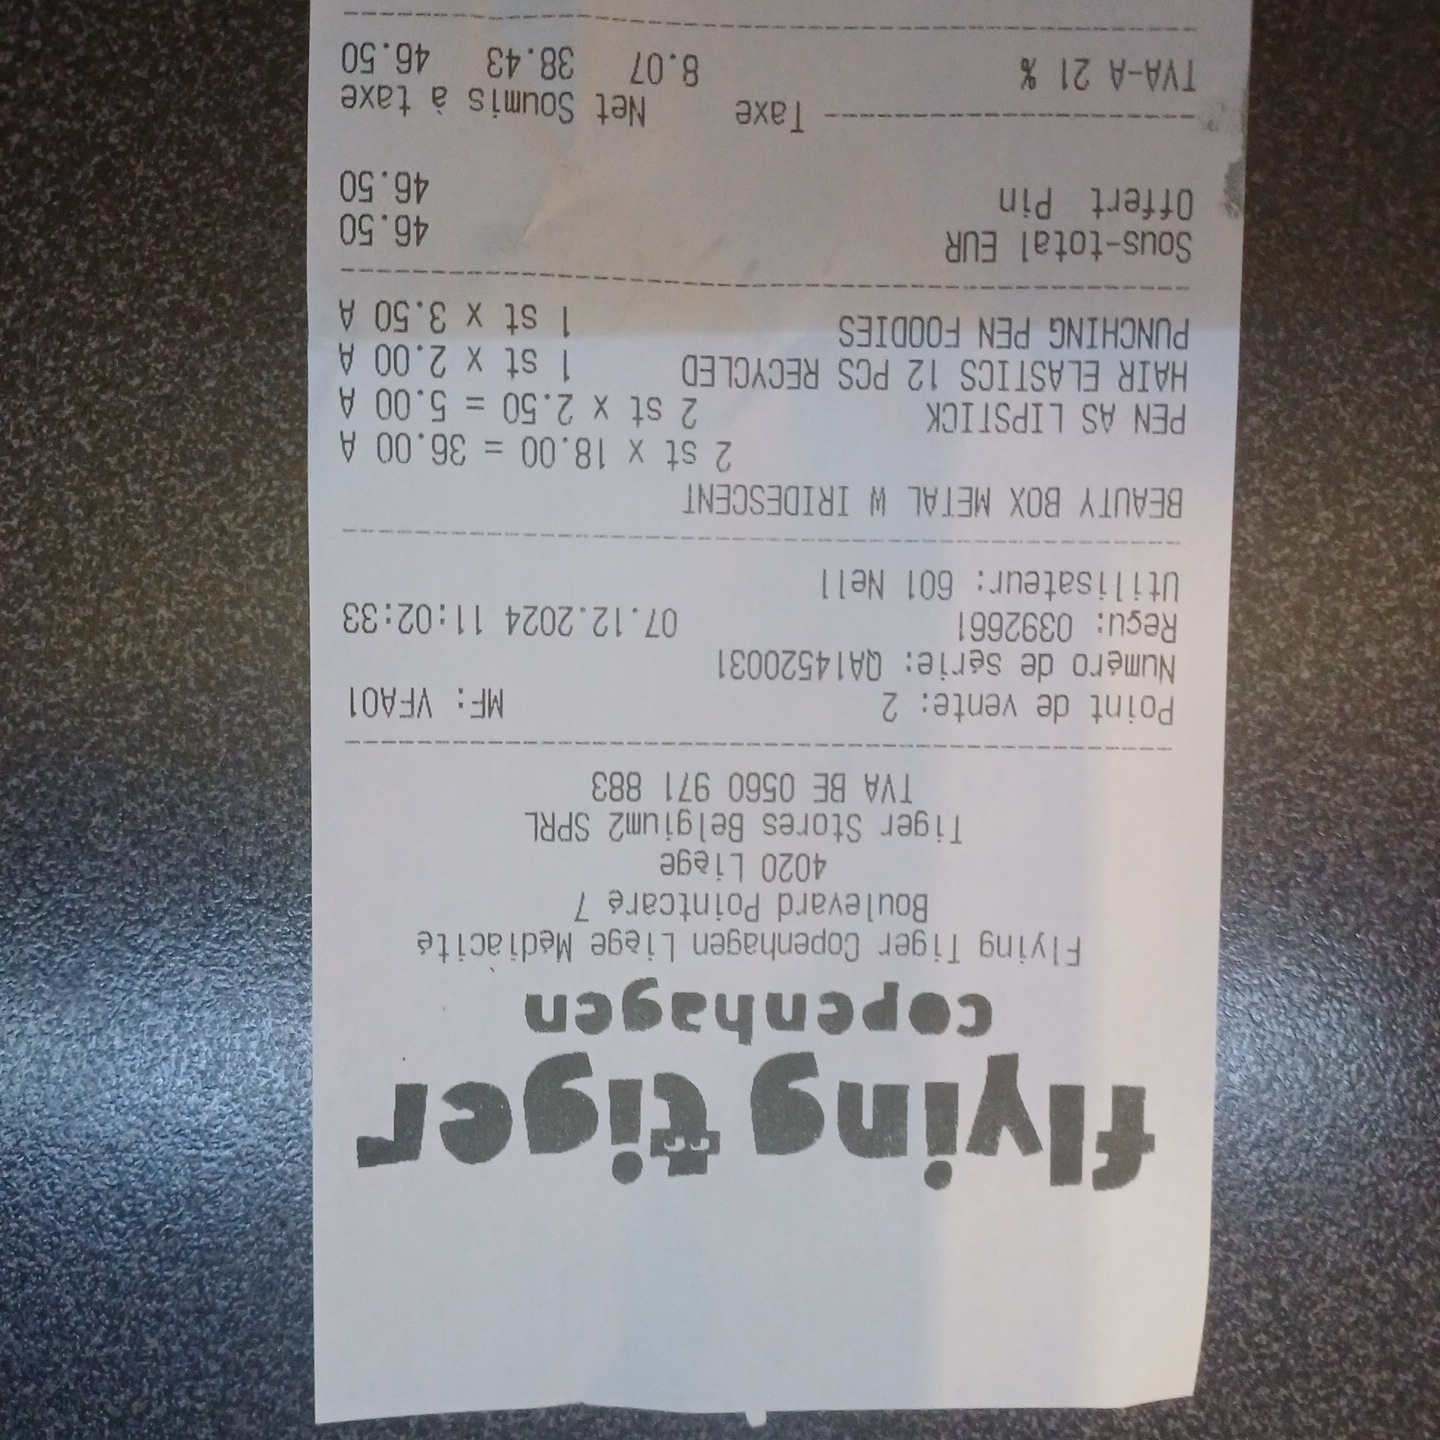 flying tiger
copenhagen
Flying Tiger Copenhagen Liège Médiacité
Boulevard Pointcaré 7
4020 Liège
Tiger Stores Belgium2 SPRL
TVA BE 0560 971 883
Point de vente: 2 MF: VFA01
Numero de série: QA14520031
Reçu: 0392661 07.12.2024 11:02:33
Utilisateur: 601 Nell
BEAUTY BOX METAL W IRIDESCENT
2 st x 18.00 = 36.00 A
PEN AS LIPSTICK 2 st x 2.50 = 5.00 A
HAIR ELASTICS 12 PCS RECYCLED 1 st x 2.00 A
PUNCHING PEN FOODIES 1 st x 3.50 A
Sous-total EUR 46.50
Offert Pin 46.50
Taxe Net Soumis à taxe
TVA-A 21 % 8.07 38.43 46.50